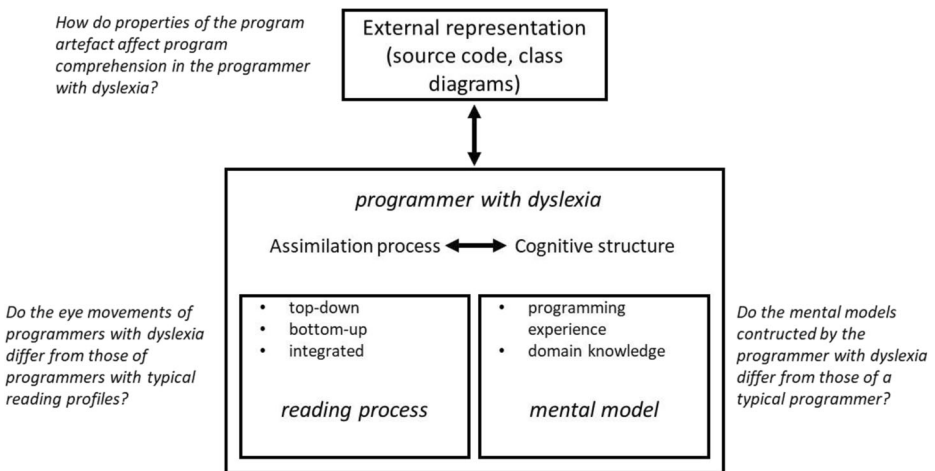 How do properties of the program
artefact affect program
comprehension in the programmer
with dyslexia?
External representation
(source code, class
diagrams)
programmer with dyslexia
Assimilation process
Cognitive structure
Do the eye movements of
programmers with dyslexia
differ from those of
programmers with typical
reading profiles?
• top-down
• bottom-up
• integrated
reading process
• programming
experience
• domain knowledge
mental model
Do the mental models
contructed by the
programmer with dyslexia
differ from those of a
typical programmer?